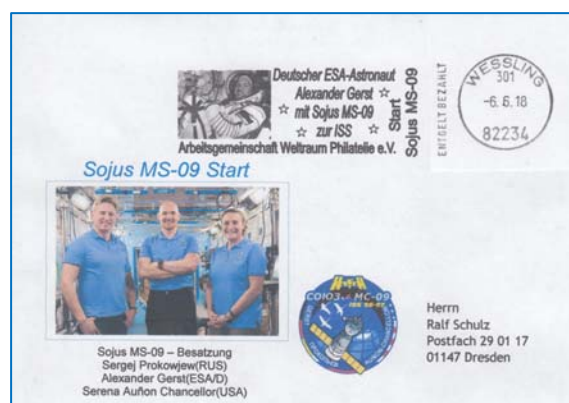 Deutscher ESA-Astronaut
Alexander Gerst
mit Sojus MS-09
zur ISS
Start
Sojus MS-09
Arbeitsgemeinschaft Weltraum Philatelie e.V.
ENTGELT BEZAHLT
WESSLING
301
-6.6.18
82234
Sojus MS-09 Start
СОЮЗ МС-09
Sojus MS-09 – Besatzung
Sergej Prokowjew(RUS)
Alexander Gerst(ESA/D)
Serena Auñon Chancellor(USA)
Herrn
Ralf Schulz
Postfach 29 01 17
01147 Dresden